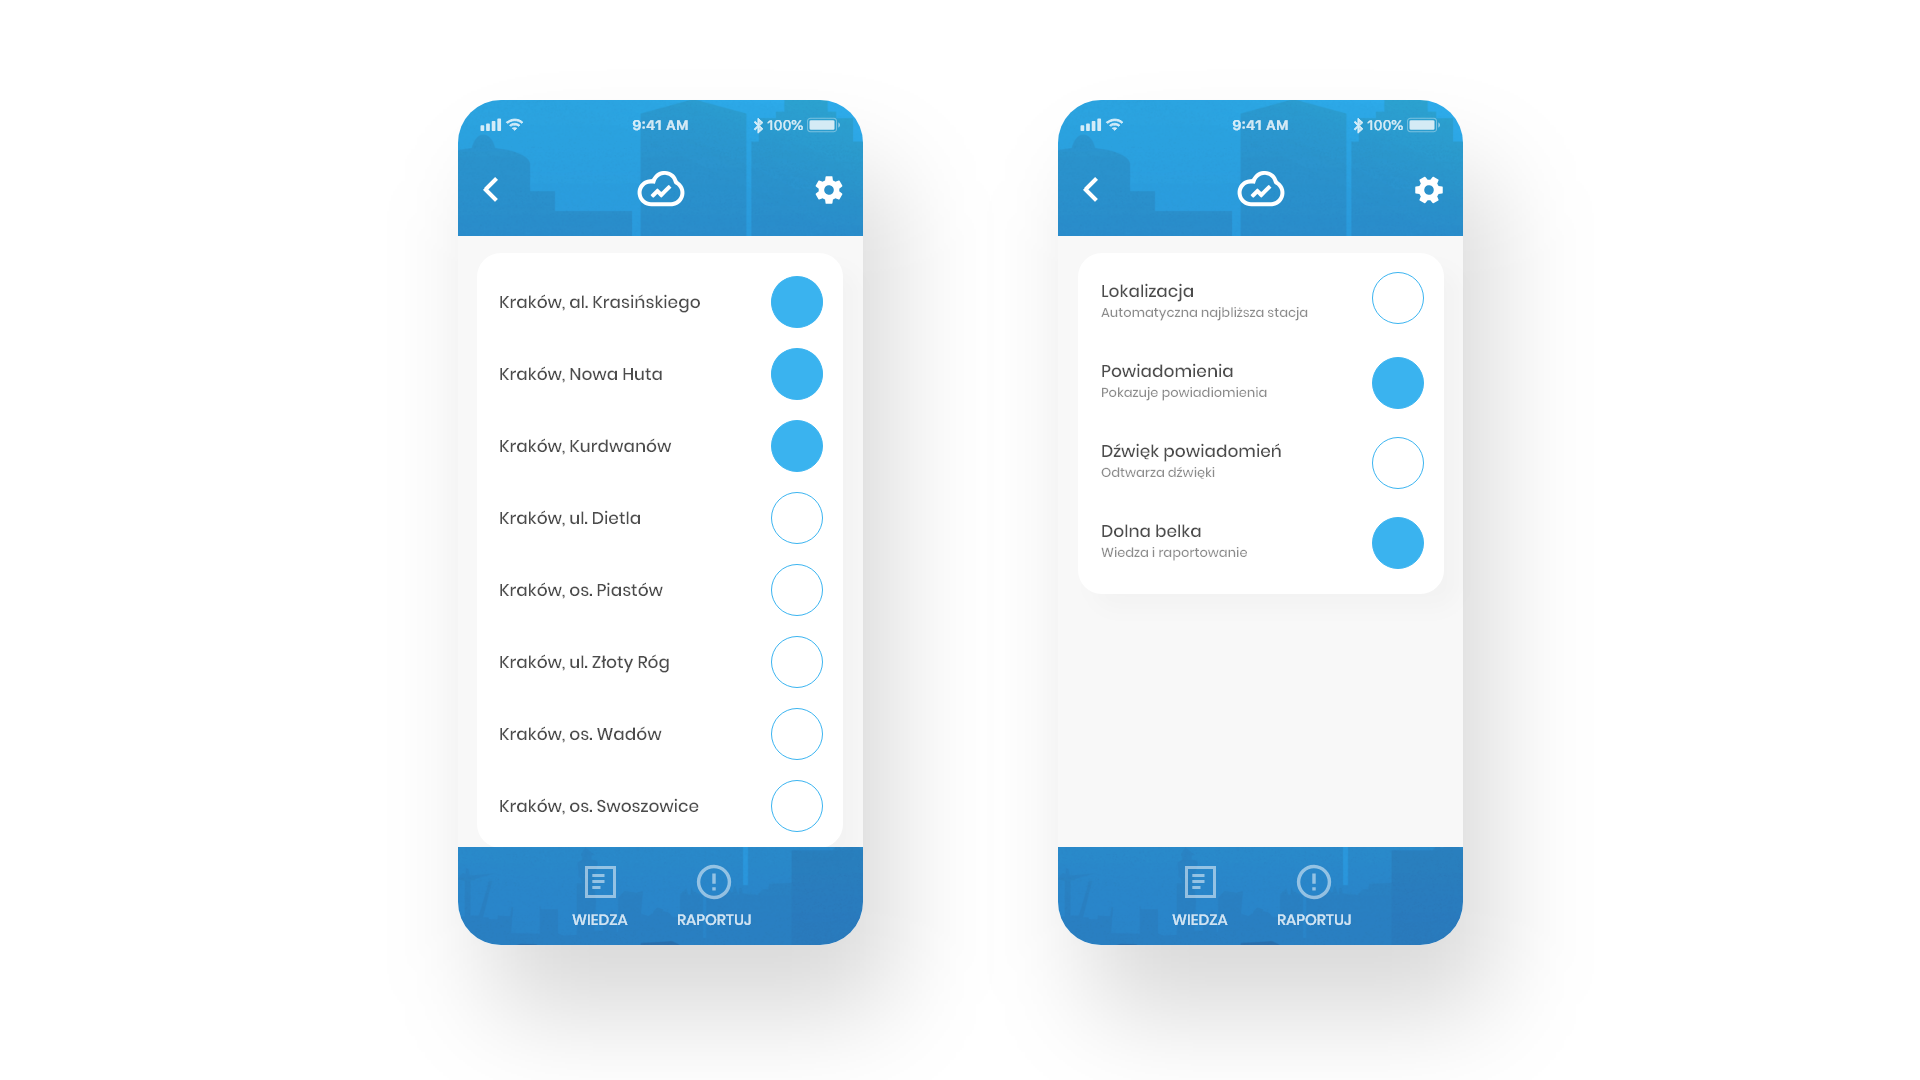 9:41 AM
100%
Kraków, al. Krasińskiego
Kraków, Nowa Huta
Kraków, Kurdwanów
Kraków, ul. Dietla
Kraków, os. Piastów
Kraków, ul. Złoty Róg
Kraków, os. Wadów
Kraków, os. Swoszowice
WIEDZA
RAPORTUJ
9:41 AM
100%
Lokalizacja
Automatyczna najbliższa stacja
Powiadomienia
Pokazuje powiadiomienia
Dźwięk powiadomień
Odtwarza dźwięki
Dolna belka
Wiedza i raportowanie
WIEDZA
RAPORTUJ